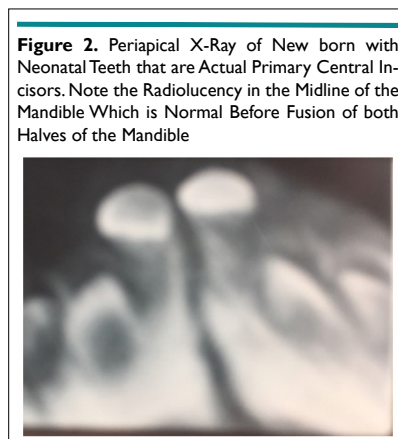 Figure 2. Periapical X-Ray of New born with
Neonatal Teeth that are Actual Primary Central In-
cisors. Note the Radiolucency in the Midline of the
Mandible Which is Normal Before Fusion of both
Halves of the Mandible